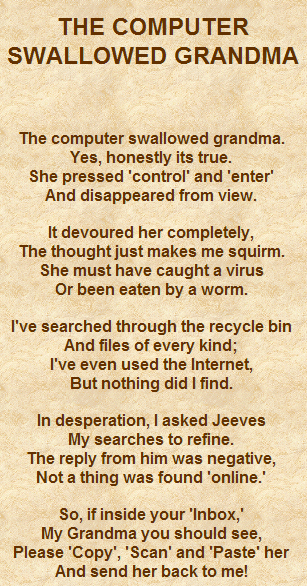 THE COMPUTER
SWALLOWED GRANDMA
The computer swallowed grandma.
Yes, honestly its true.
She pressed 'control' and 'enter'
And disappeared from view.
It devoured her completely,
The thought just makes me squirm.
She must have caught a virus
Or been eaten by a worm.
I've searched through the recycle bin
And files of every kind;
I've even used the Internet,
But nothing did I find.
In desperation, I asked Jeeves
My searches to refine.
The reply from him was negative,
Not a thing was found 'online.'
So, if inside your 'Inbox,'
My Grandma you should see,
Please 'Copy', 'Scan' and 'Paste' her
And send her back to me!